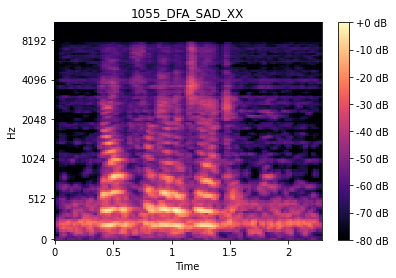 1055_DFA_SAD_XX
+0 dB
8192
-10 dB
4096
-20 dB
-30 dB
2048
Hz
-40 dB
1024
-50 dB
512
-60 dB
-70 dB
0
-80 dB
0 0.5 1 1.5 2
Time